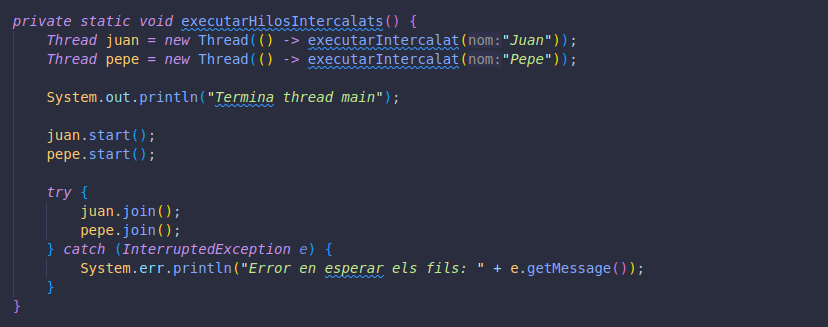 private static void executarHilosIntercalats() {
Thread juan = new Thread(() -> executarIntercalat(nom:"Juan"));
Thread pepe = new Thread(() -> executarIntercalat(nom:"Pepe"));
System.out.println("Termina thread main");
juan.start();
pepe.start();
try {
juan.join();
pepe.join();
} catch (InterruptedException e) {
System.err.println("Error en esperar els fils: " + e.getMessage());
}
}